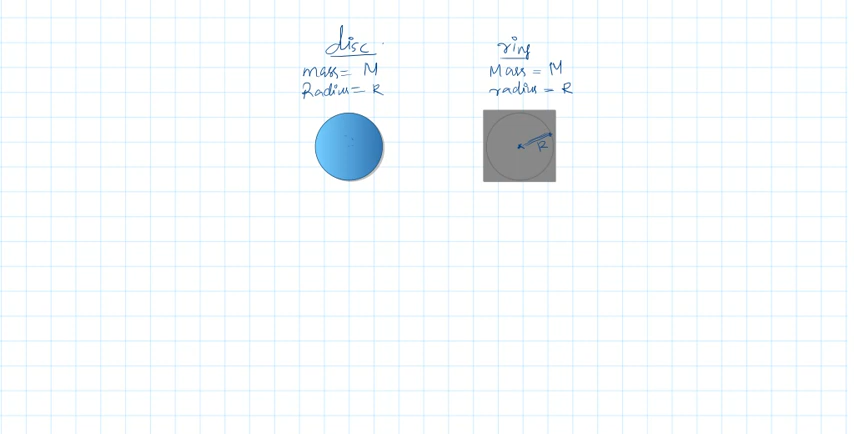 disc
mass = M
Radius = R
ring
Mass = M
radius = R
R